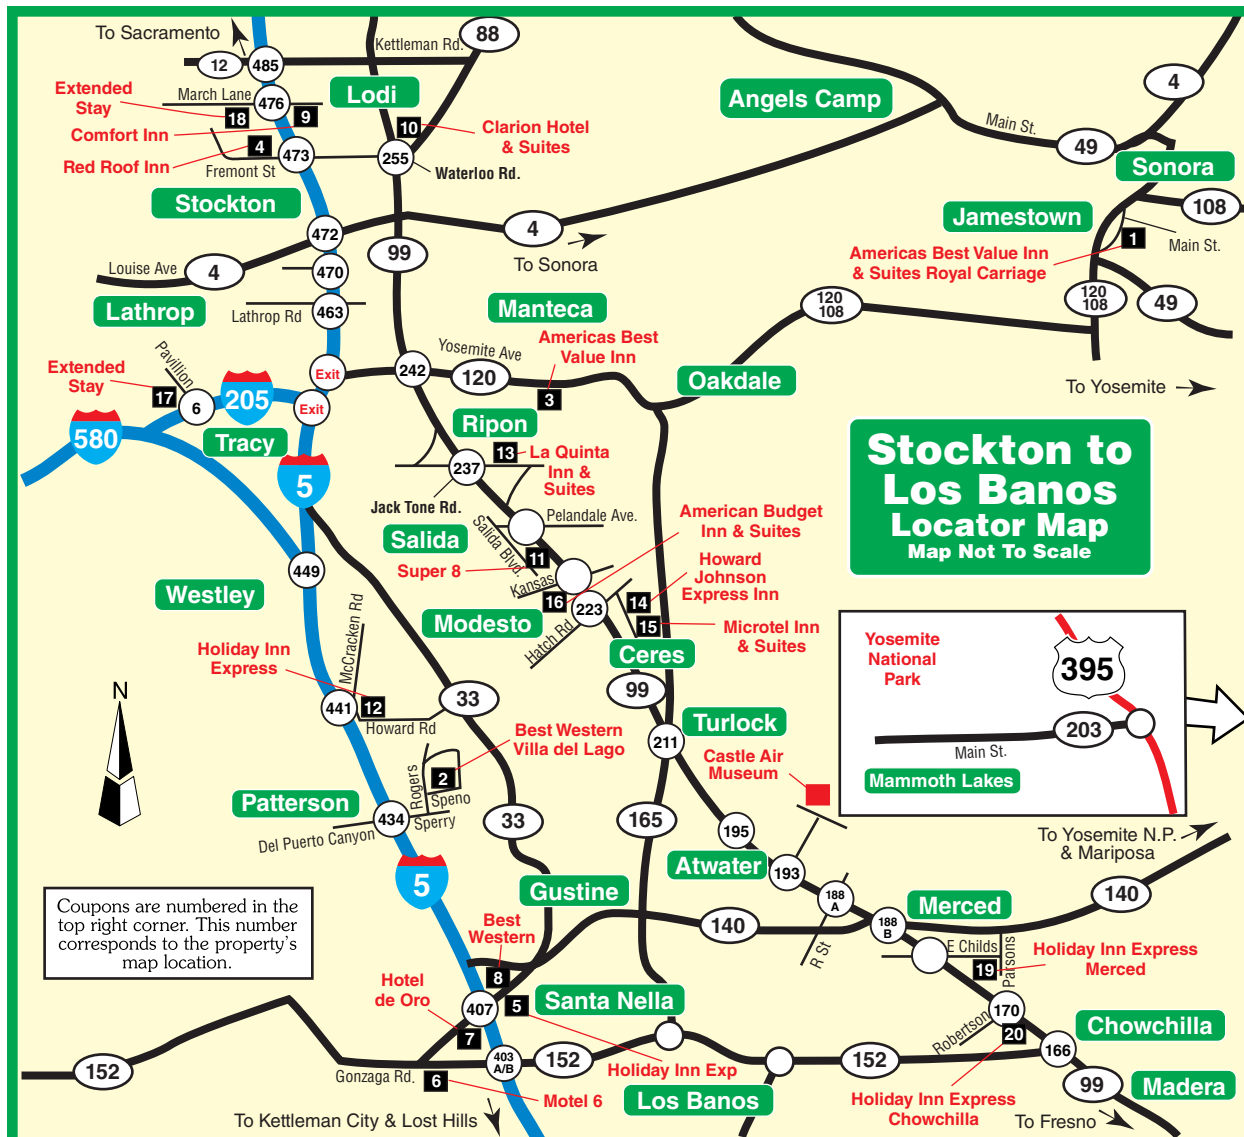 To Sacramento
Kettleman Rd.
88
12
485
March Lane
476
Lodi
Extended
Stay
18
9
Comfort Inn
10
Clarion Hotel
& Suites
Red Roof Inn
4
473
255
Fremont St
Waterloo Rd.
Stockton
472
4
To Sonora
99
Louise Ave
4
470
Lathrop
Lathrop Rd
463
Angels Camp
Main St.
49
4
Sonora
108
Jamestown
1
Main St.
Americas Best Value Inn
& Suites Royal Carriage
120
108
49
120
108
To Yosemite
Manteca
Americas Best
Value Inn
Yosemite Ave
120
3
Exit
242
Oakdale
Extended
Stay
Pavillion
17
6
205
Exit
580
Tracy
5
Ripon
13
La Quinta
Inn &
Suites
237
Jack Tone Rd.
Pelandale Ave.
Salida
Salida Blvd.
11
Super 8
American Budget
Inn & Suites
Kansas
16
223
Howard
Johnson
Express Inn
14
15
Microtel Inn
& Suites
Modesto
Hatch Rd
Ceres
99
Stockton to
Los Banos
Locator Map
Map Not To Scale
449
Westley
McCracken Rd
Holiday Inn
Express
441
12
Howard Rd
33
N
Best Western
Villa del Lago
Rogers
2
Speno
Patterson
434
Sperry
Del Puerto Canyon
33
5
Turlock
211
Castle Air
Museum
165
195
Atwater
193
188
A
R St
188
B
Merced
Yosemite
National
Park
395
203
Main St.
Mammoth Lakes
To Yosemite N.P.
& Mariposa
140
Gustine
140
E Childs
Parsons
19
Holiday Inn Express
Merced
Coupons are numbered in the
top right corner. This number
corresponds to the property's
map location.
Best
Western
8
Hotel
de Oro
407
5
Santa Nella
7
170
Robertson
20
Chowchilla
166
152
Gonzaga Rd.
403
A/B
152
Holiday Inn Exp
152
6
Motel 6
Los Banos
Holiday Inn Express
Chowchilla
99
Madera
To Kettleman City & Lost Hills
To Fresno